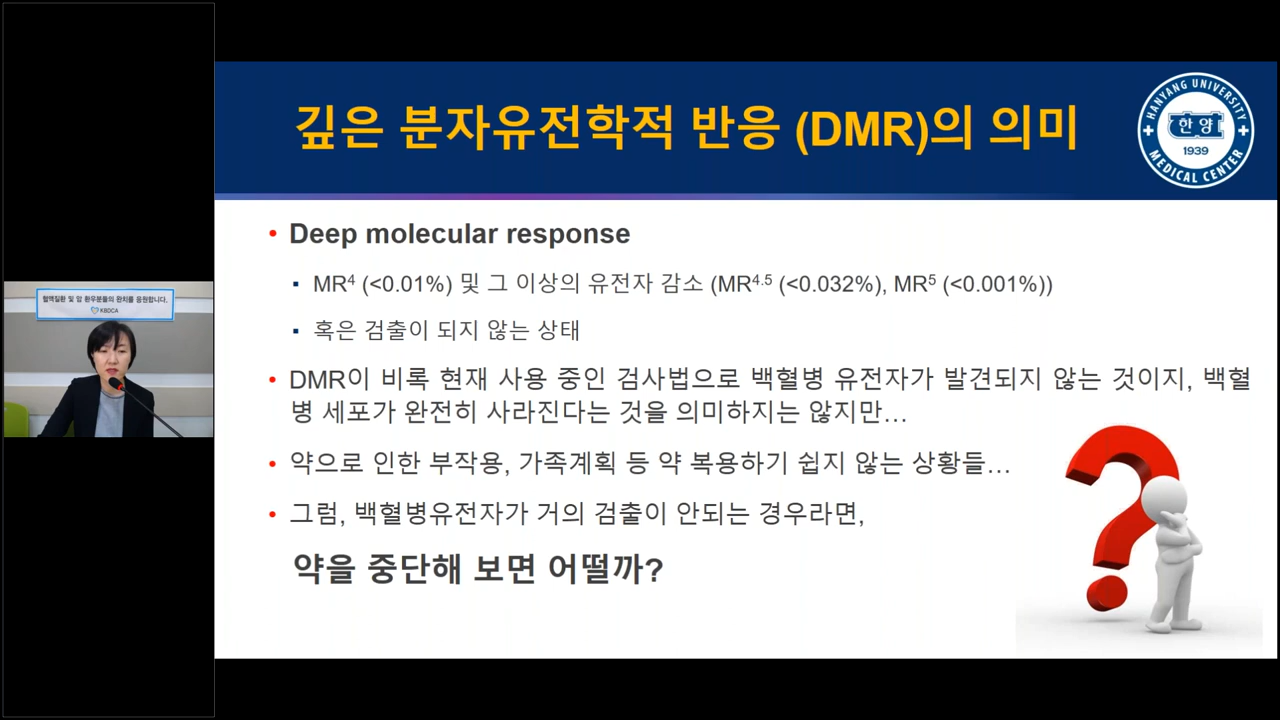 깊은 분자유전학적 반응 (DMR)의 의미
HANYANG UNIVERSITY
한양
1939
MEDICAL CENTER
• Deep molecular response
▪ MR⁴ (<0.01%) 및 그 이상의 유전자 감소 (MR⁴·⁵ (<0.032%), MR⁵ (<0.001%))
▪ 혹은 검출이 되지 않는 상태
• DMR이 비록 현재 사용 중인 검사법으로 백혈병 유전자가 발견되지 않는 것이지, 백혈
병 세포가 완전히 사라진다는 것을 의미하지는 않지만…
• 약으로 인한 부작용, 가족계획 등 약 복용하기 쉽지 않는 상황들…
• 그럼, 백혈병유전자가 거의 검출이 안되는 경우라면,
약을 중단해 보면 어떨까?
혈액질환 및 암 환우분들의 완치를 응원합니다.
KBDCA